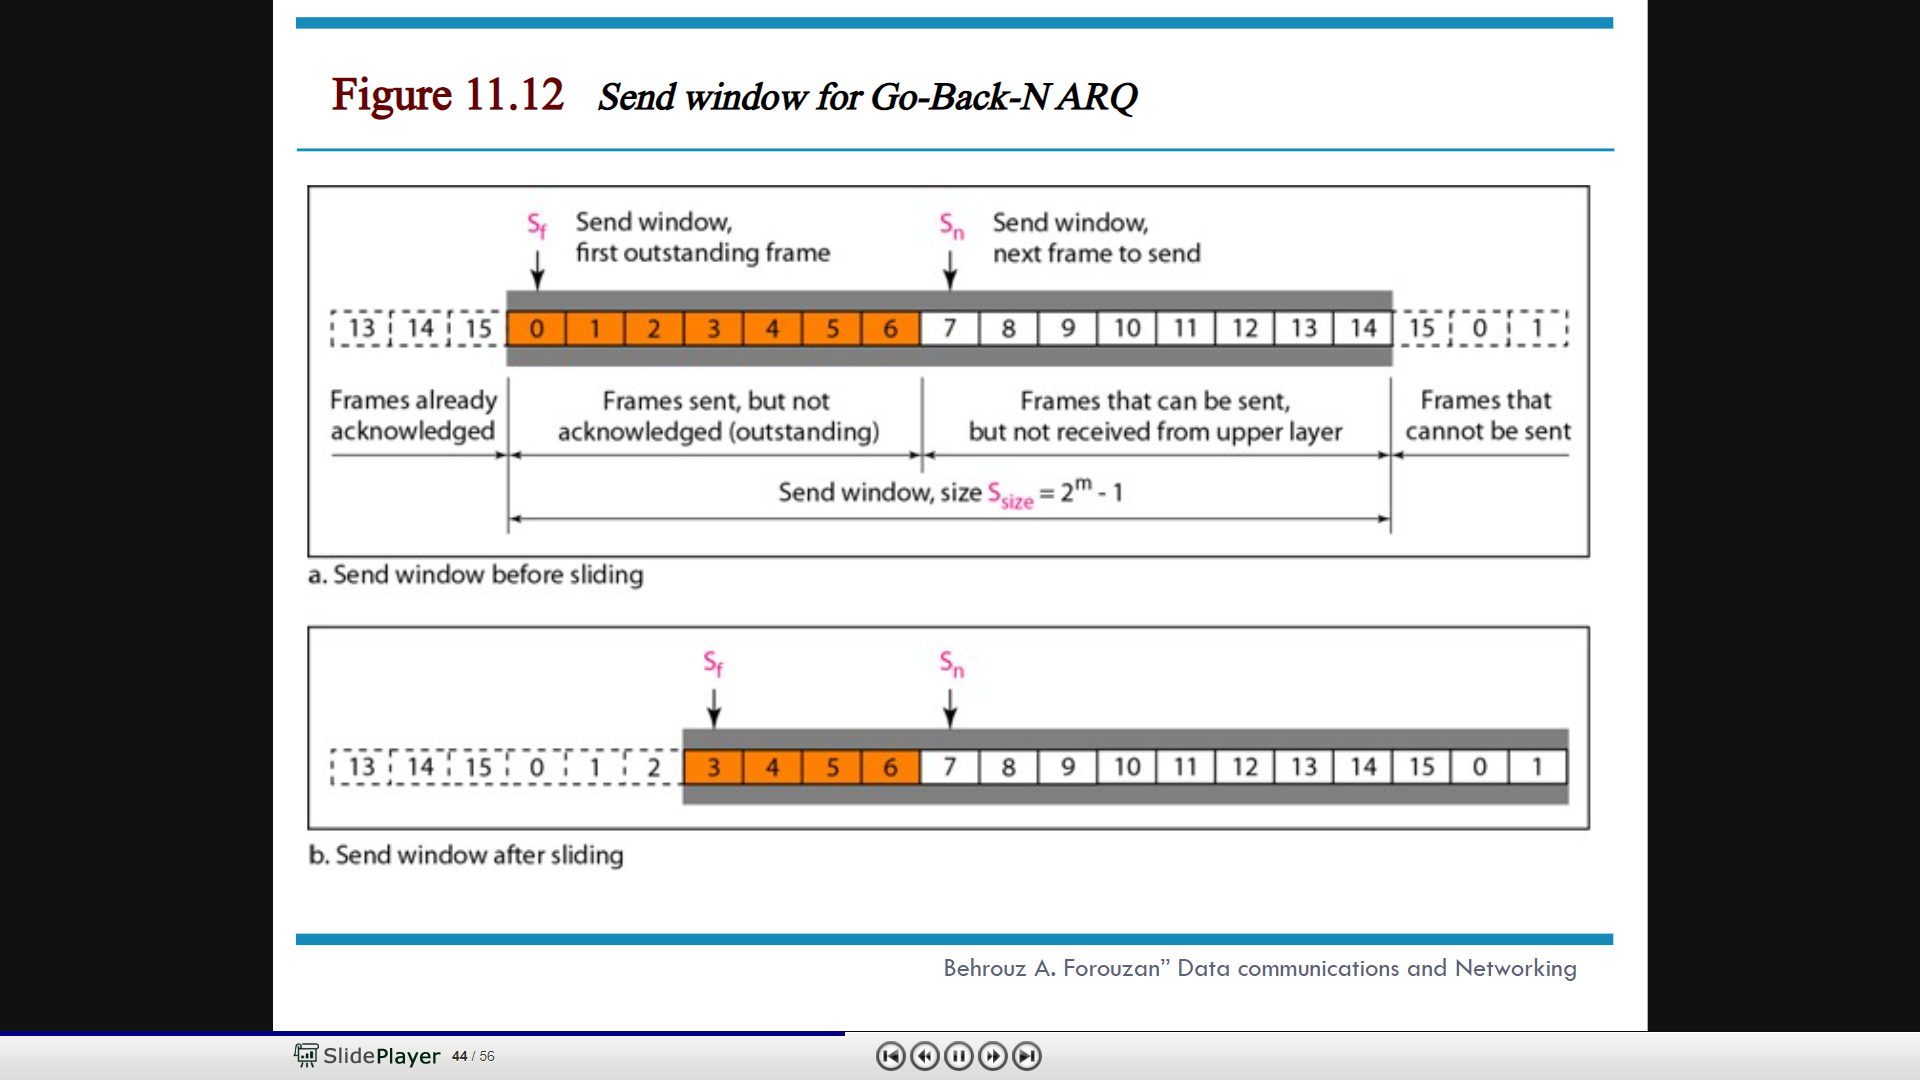 Figure 11.12 Send window for Go-Back-N ARQ
Sf Send window, Sn Send window,
first outstanding frame next frame to send
13 14 15 0 1 2 3 4 5 6 7 8 9 10 11 12 13 14 15 0 1
Frames already Frames sent, but not Frames that can be sent, Frames that
acknowledged acknowledged (outstanding) but not received from upper layer cannot be sent
Send window, size Ssize = 2^m - 1
a. Send window before sliding
Sf Sn
13 14 15 0 1 2 3 4 5 6 7 8 9 10 11 12 13 14 15 0 1
b. Send window after sliding
Behrouz A. Forouzan” Data communications and Networking
SlidePlayer 44 / 56